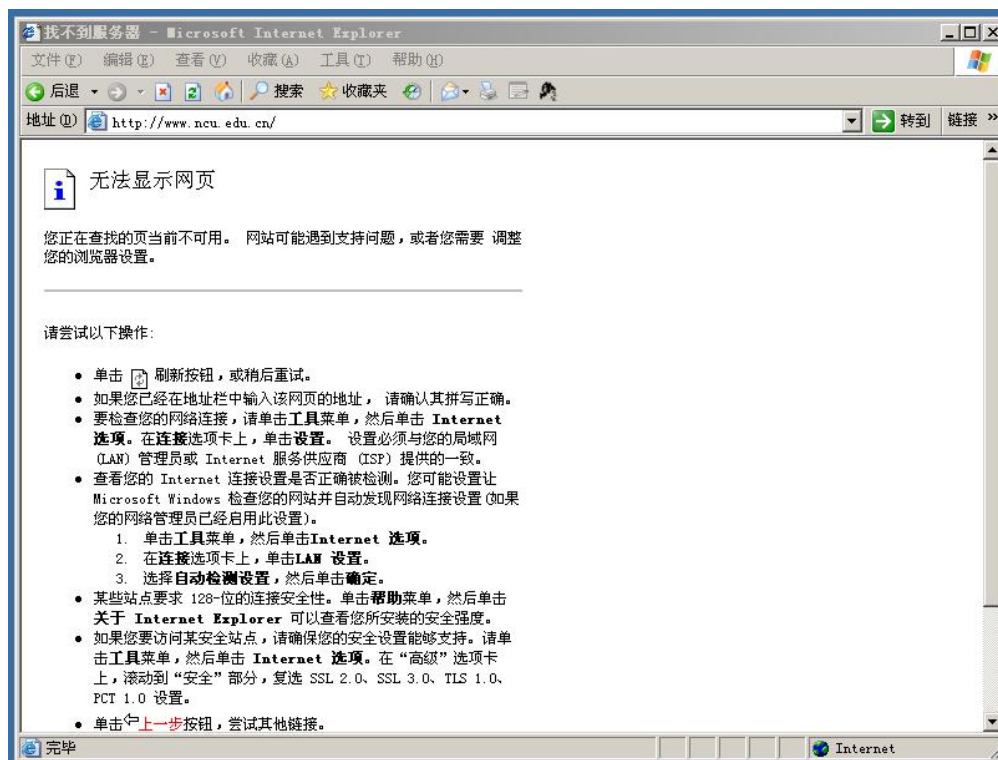 找不到服务器 - Microsoft Internet Explorer
文件(F) 编辑(E) 查看(V) 收藏(A) 工具(T) 帮助(H)
后退 搜索 收藏夹
地址(D) http://www.ncu.edu.cn/ 转到 链接 »
无法显示网页
您正在查找的页当前不可用。 网站可能遇到支持问题，或者您需要 调整
您的浏览器设置。
请尝试以下操作:
• 单击 刷新按钮，或稍后重试。
• 如果您已经在地址栏中输入该网页的地址， 请确认其拼写正确。
• 要检查您的网络连接，请单击工具菜单，然后单击 Internet
选项。在连接选项卡上，单击设置。 设置必须与您的局域网
(LAN) 管理员或 Internet 服务供应商 (ISP) 提供的一致。
• 查看您的 Internet 连接设置是否正确被检测。您可能设置让
Microsoft Windows 检查您的网站并自动发现网络连接设置(如果
您的网络管理员已经启用此设置)。
1. 单击工具菜单，然后单击Internet 选项。
2. 在连接选项卡上，单击LAN 设置。
3. 选择自动检测设置，然后单击确定。
• 某些站点要求 128-位的连接安全性。单击帮助菜单，然后单击
关于 Internet Explorer 可以查看您所安装的安全强度。
• 如果您要访问某安全站点，请确保您的安全设置能够支持。请单
击工具菜单，然后单击 Internet 选项。在“高级”选项卡
上，滚动到“安全”部分，复选 SSL 2.0、SSL 3.0、TLS 1.0、
PCT 1.0 设置。
• 单击上一步按钮，尝试其他链接。
完毕 Internet